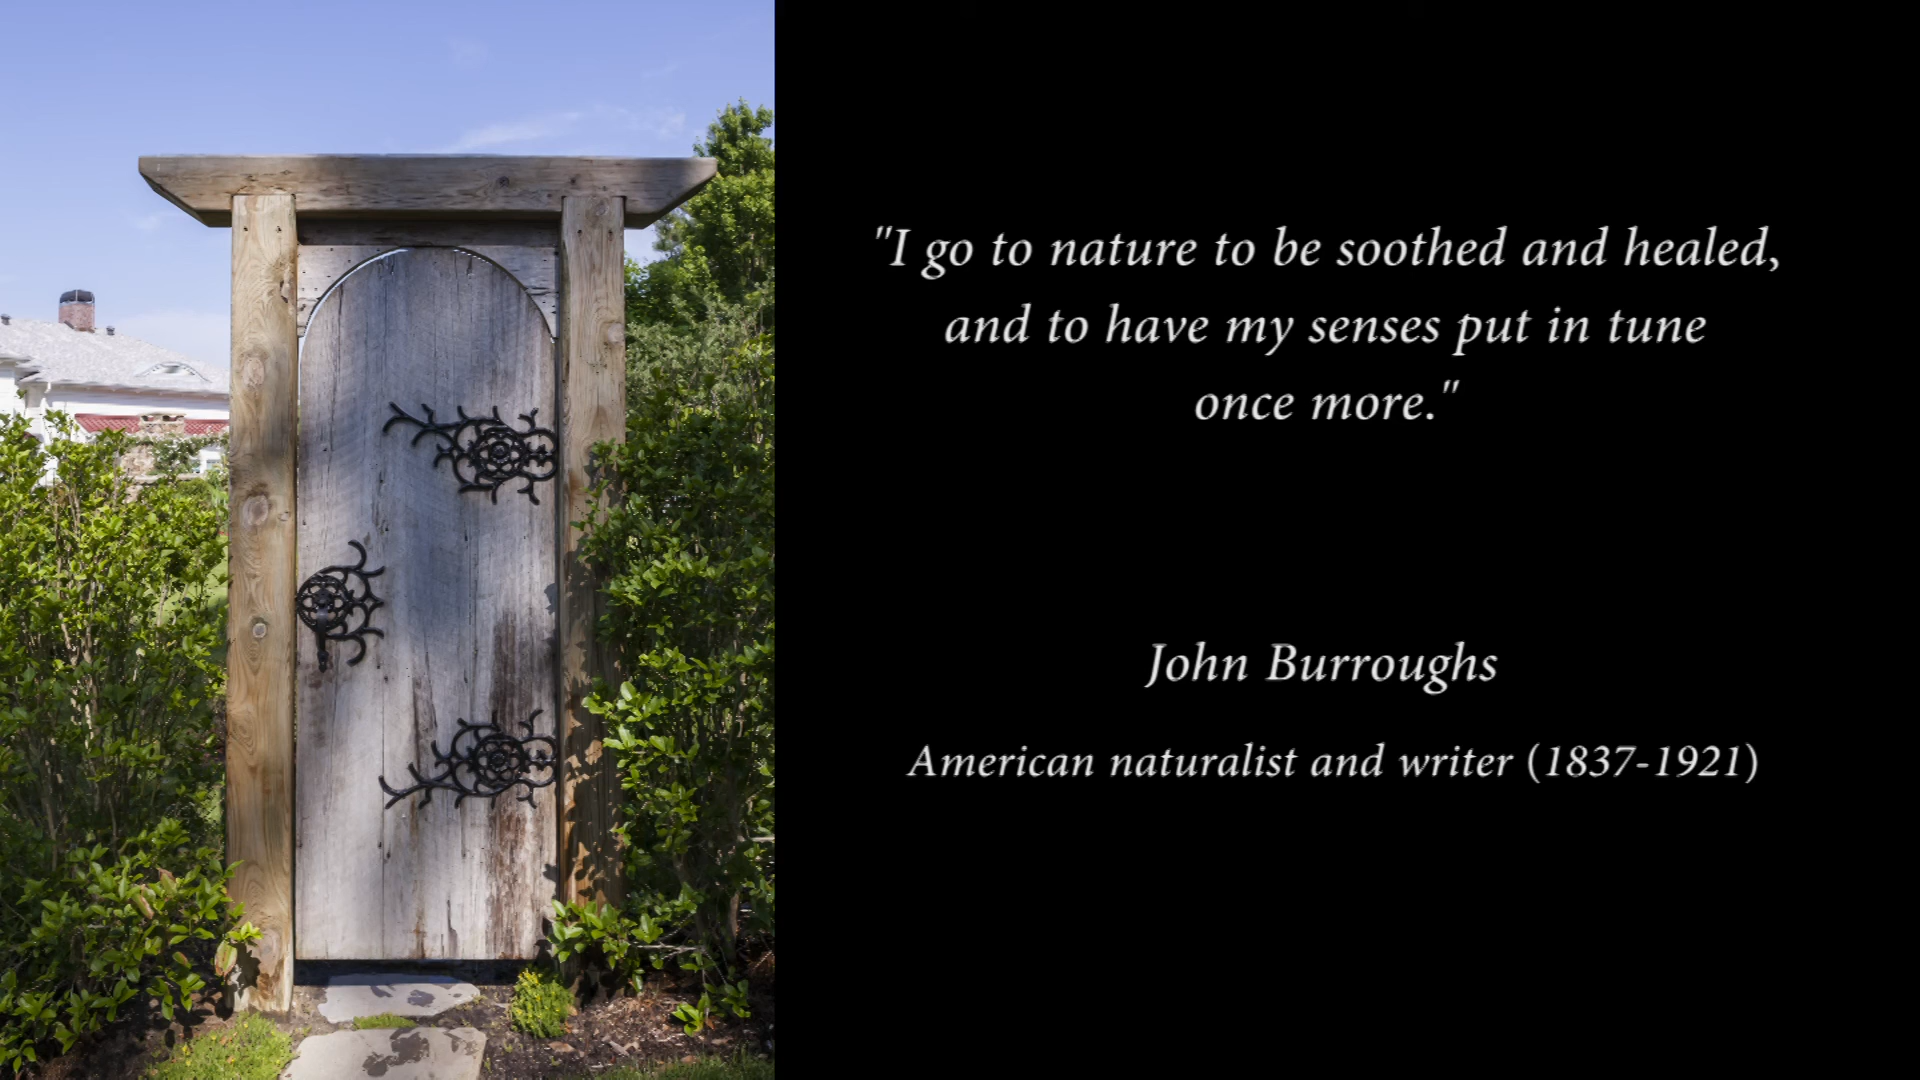 "I go to nature to be soothed and healed,
and to have my senses put in tune
once more."
John Burroughs
American naturalist and writer (1837-1921)